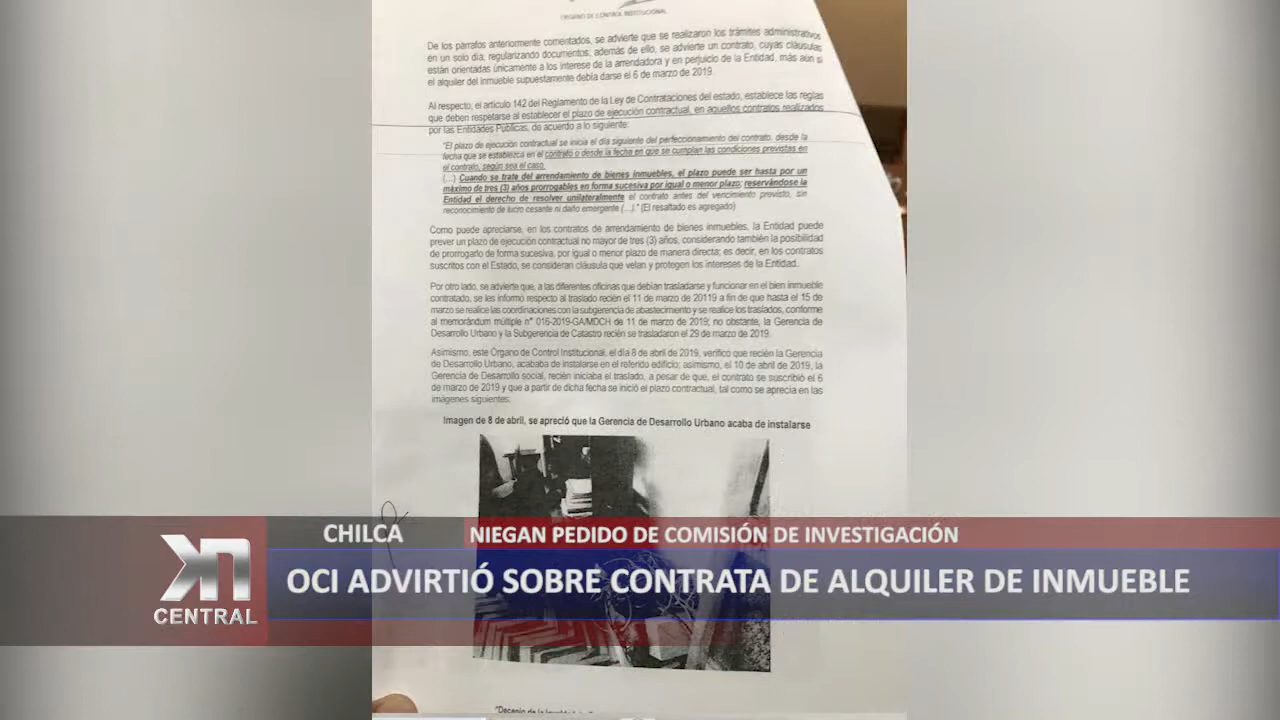 ÓRGANO DE CONTROL INSTITUCIONAL
De los párrafos anteriormente comentados, se advierte que se realizaron los trámites administrativos
en un solo día, regularizando documentos; además de ello, se advierte un contrato, cuyas cláusulas
están orientadas únicamente a los interese de la arrendadora y en perjuicio de la Entidad, más aún si
el alquiler del inmueble supuestamente debía darse el 6 de marzo de 2019.
Al respecto, el artículo 142 del Reglamento de la Ley de Contrataciones del estado, establece las reglas
que deben respetarse al establecer el plazo de ejecución contractual, en aquellos contratos realizados
por las Entidades Públicas, de acuerdo a lo siguiente:
"El plazo de ejecución contractual se inicia el día siguiente del perfeccionamiento del contrato, desde la
fecha que se establezca en el contrato o desde la fecha en que se cumplan las condiciones previstas en
el contrato, según sea el caso.
(...) Cuando se trate del arrendamiento de bienes inmuebles, el plazo puede ser hasta por un
máximo de tres (3) años prorrogables en forma sucesiva por igual o menor plazo; reservándose la
Entidad el derecho de resolver unilateralmente el contrato antes del vencimiento previsto, sin
reconocimiento de lucro cesante ni daño emergente (...)." (El resaltado es agregado)
Como puede apreciarse, en los contratos de arrendamiento de bienes inmuebles, la Entidad puede
prever un plazo de ejecución contractual no mayor de tres (3) años, considerando también la posibilidad
de prorrogarlo de forma sucesiva, por igual o menor plazo de manera directa; es decir, en los contratos
suscritos con el Estado, se consideran cláusula que velan y protegen los intereses de la Entidad.
Por otro lado, se advierte que, a las diferentes oficinas que debían trasladarse y funcionar en el bien inmueble
contratado, se les informó respecto al traslado recién el 11 de marzo de 20119 a fin de que hasta el 15 de
marzo se realice las coordinaciones con la subgerencia de abastecimiento y se realice los traslados, conforme
al memorándum múltiple n° 016-2019-GA/MDCH de 11 de marzo de 2019; no obstante, la Gerencia de
Desarrollo Urbano y la Subgerencia de Catastro recién se trasladaron el 29 de marzo de 2019.
Asimismo, este Órgano de Control Institucional, el día 8 de abril de 2019, verificó que recién la Gerencia
de Desarrollo Urbano, acababa de instalarse en el referido edificio; asimismo, el 10 de abril de 2019, la
Gerencia de Desarrollo social, recien iniciaba el traslado, a pesar de que, el contrato se suscribió el 6
de marzo de 2019 y que a partir de dicha fecha se inició el plazo contractual, tal como se aprecia en las
imágenes siguientes:
Imagen de 8 de abril, se apreció que la Gerencia de Desarrollo Urbano acaba de instalarse
CHILCA
NIEGAN PEDIDO DE COMISIÓN DE INVESTIGACIÓN
KN
CENTRAL
OCI ADVIRTIÓ SOBRE CONTRATA DE ALQUILER DE INMUEBLE
"Decenio de la